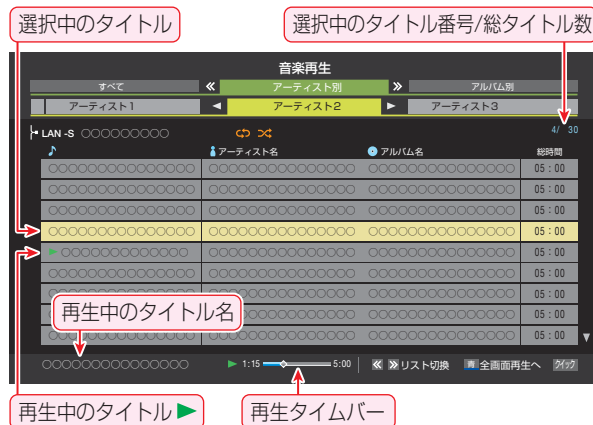 選択中のタイトル
選択中のタイトル番号/総タイトル数
音楽再生
すべて
アーティスト別
アルバム別
アーティスト1
アーティスト2
アーティスト3
LAN -S ○○○○○○○○○
4/ 30
アーティスト名
アルバム名
総時間
○○○○○○○○○○○○○○○ ○○○○○○○○○○○○○○○ ○○○○○○○○○○○○○○○ 05:00
○○○○○○○○○○○○○○○ ○○○○○○○○○○○○○○○ ○○○○○○○○○○○○○○○ 05:00
○○○○○○○○○○○○○○○ ○○○○○○○○○○○○○○○ ○○○○○○○○○○○○○○○ 05:00
○○○○○○○○○○○○○○○ ○○○○○○○○○○○○○○○ ○○○○○○○○○○○○○○○ 05:00
▶ ○○○○○○○○○○○○○ ○○○○○○○○○○○○○○○ ○○○○○○○○○○○○○○○ 05:00
○○○○○○○○○○○○○○○ ○○○○○○○○○○○○○○○ ○○○○○○○○○○○○○○○ 05:00
○○○○○○○○○○○○○○○ ○○○○○○○○○○○○○○○ ○○○○○○○○○○○○○○○ 05:00
○○○○○○○○○○○○○○○ ○○○○○○○○○○○○○○○ 05:00
○○○○○○○○○○○○○○○ ○○○○○○○○○○○○○○○ ○○○○○○○○○○○○○○○ 05:00
再生中のタイトル名
○○○○○○○○○○○○○○○
▶ 1:15 5:00
≪ ≫ リスト切換
青 全画面再生へ
クイック
再生中のタイトル ▶
再生タイムバー